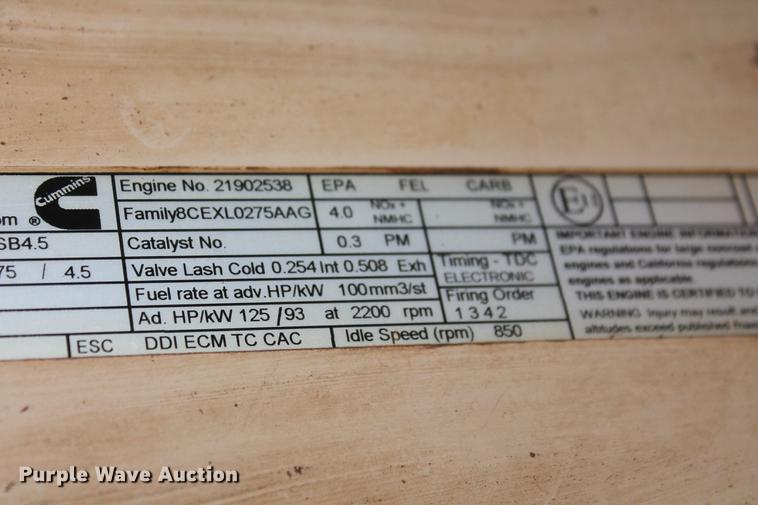 Cummins
om ®
SB4.5
75 / 4.5
Engine No. 21902538
Family8CEXL0275AAG
Catalyst No.
Valve Lash Cold 0.254 Int 0.508 Exh
Fuel rate at adv.HP/kW 100mm3/st
Ad. HP/kW 125 /93 at 2200 rpm
ESC DDI ECM TC CAC Idle Speed (rpm) 850
EPA FEL CARB
4.0 NOx + NMHC NOx + NMHC
0.3 PM PM
Timing - TDC
ELECTRONIC
Firing Order
1 3 4 2
E11
IMPORTANT ENGINE INFORMATION
EPA regulations for large nonroad
engines and California regulations
engines as applicable
THIS ENGINE IS CERTIFIED TO
WARNING Injury may result and
altitudes exceed published
Purple Wave Auction